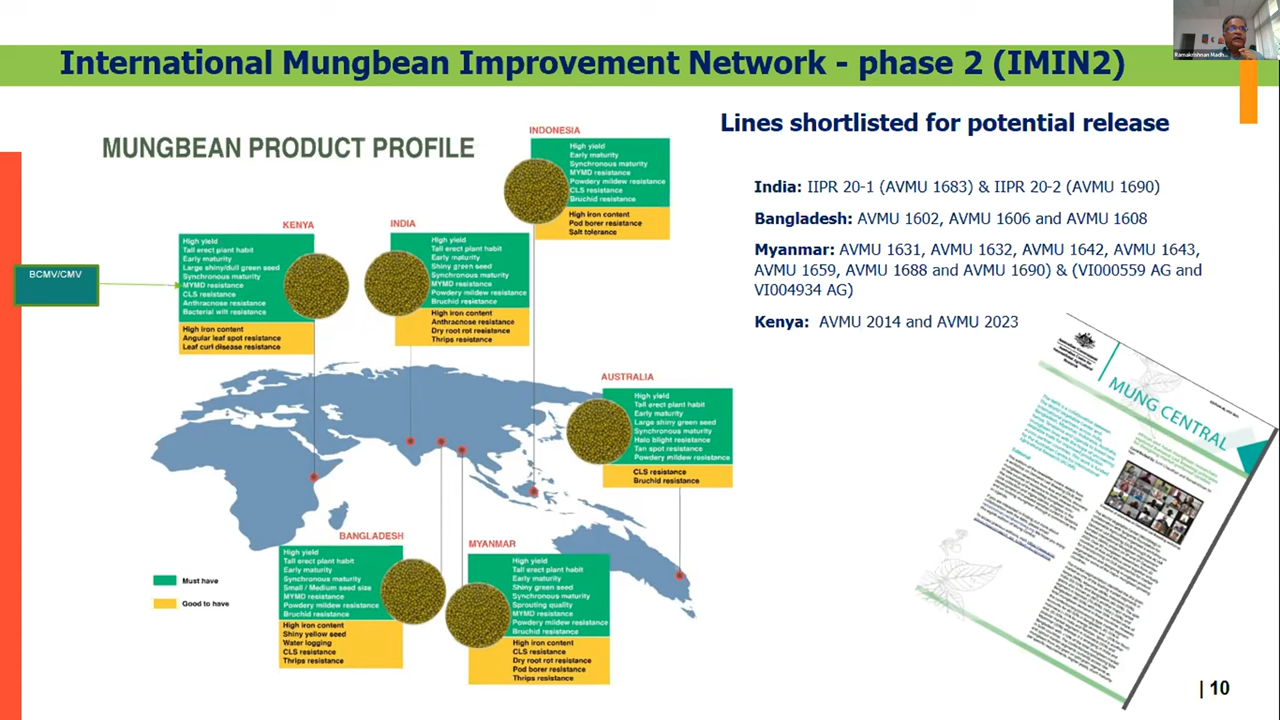 Ramakrishnan Madh...
International Mungbean Improvement Network - phase 2 (IMIN2)
MUNGBEAN PRODUCT PROFILE
INDONESIA
High yield
Early maturity
Synchronous maturity
MYMD resistance
Powdery mildew resistance
CLS resistance
Bruchid resistance
High iron content
Pod borer resistance
Salt tolerance
KENYA
High yield
Tall erect plant habit
Early maturity
Large shiny/dull green seed
Synchronous maturity
MYMD resistance
CLS resistance
Anthracnose resistance
Bacterial wilt resistance
High iron content
Angular leaf spot resistance
Leaf curl disease resistance
BCMV/CMV
INDIA
High yield
Tall erect plant habit
Early maturity
Shiny green seed
Synchronous maturity
MYMD resistance
Powdery mildew resistance
Bruchid resistance
High iron content
Anthracnose resistance
Dry root rot resistance
Thrips resistance
AUSTRALIA
High yield
Tall erect plant habit
Early maturity
Large shiny green seed
Synchronous maturity
Halo blight resistance
Tan spot resistance
Powdery mildew resistance
CLS resistance
Bruchid resistance
BANGLADESH
High yield
Tall erect plant habit
Early maturity
Synchronous maturity
Small / Medium seed size
MYMD resistance
Powdery mildew resistance
Bruchid resistance
High iron content
Shiny yellow seed
Water logging
CLS resistance
Thrips resistance
MYANMAR
High yield
Tall erect plant habit
Early maturity
Shiny green seed
Synchronous maturity
Sprouting quality
MYMD resistance
Powdery mildew resistance
Bruchid resistance
High iron content
CLS resistance
Dry root rot resistance
Pod borer resistance
Thrips resistance
Must have
Good to have
Lines shortlisted for potential release
India: IIPR 20-1 (AVMU 1683) & IIPR 20-2 (AVMU 1690)
Bangladesh: AVMU 1602, AVMU 1606 and AVMU 1608
Myanmar: AVMU 1631, AVMU 1632, AVMU 1642, AVMU 1643,
AVMU 1659, AVMU 1688 and AVMU 1690) & (VI000559 AG and
VI004934 AG)
Kenya: AVMU 2014 and AVMU 2023
MUNG CENTRAL
| 10